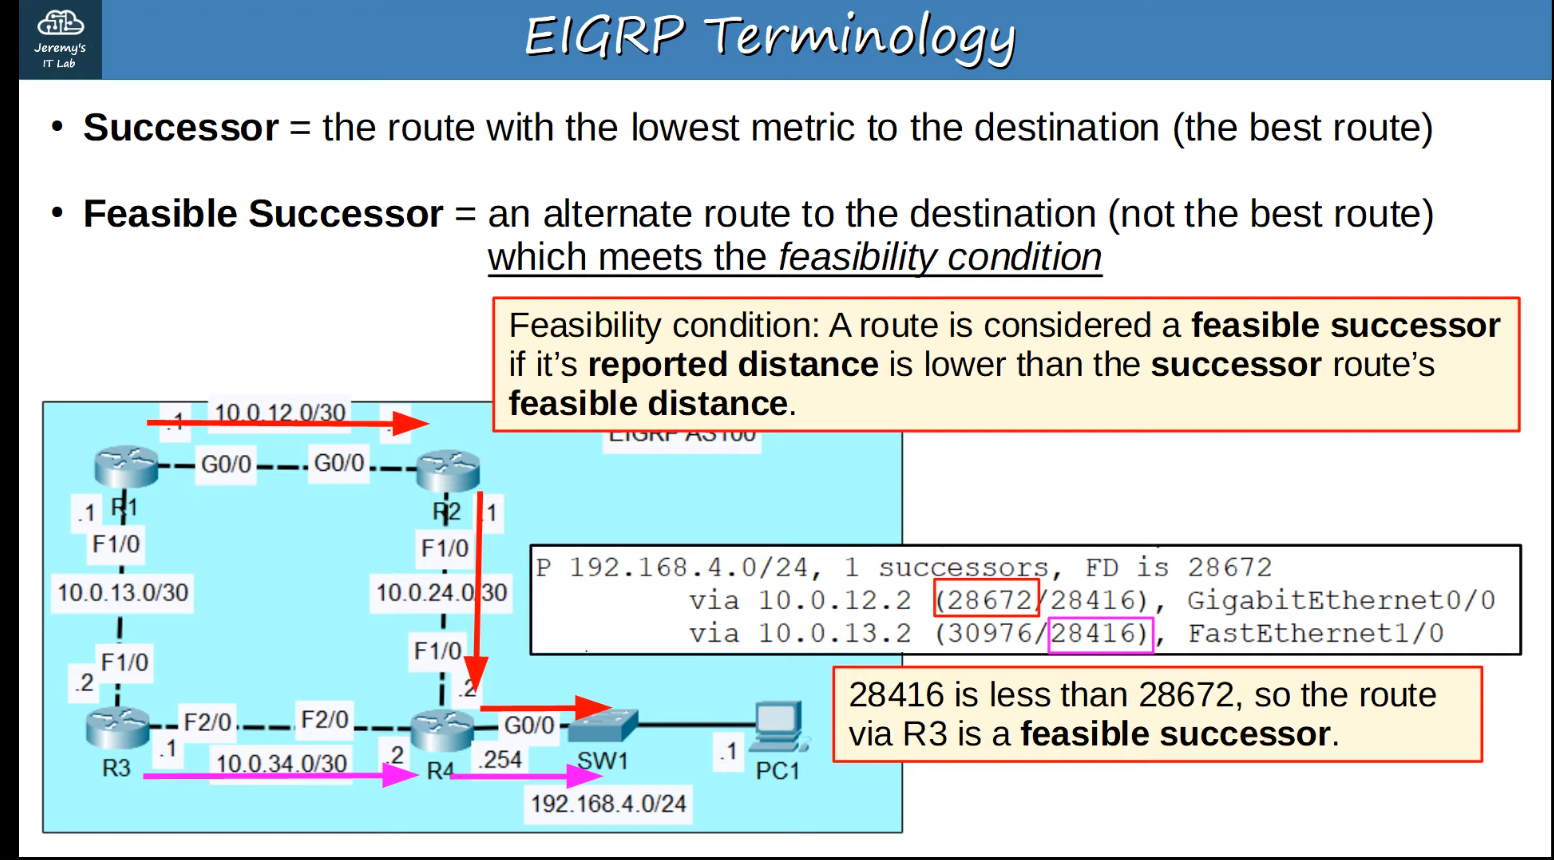 Jeremy's
IT Lab
EIGRP Terminology
• Successor = the route with the lowest metric to the destination (the best route)
• Feasible Successor = an alternate route to the destination (not the best route)
which meets the feasibility condition
Feasibility condition: A route is considered a feasible successor
if it's reported distance is lower than the successor route's
feasible distance.
EIGRP AS100
.1
10.0.12.0/30
G0/0
G0/0
R1
R2
.1
.1
F1/0
F1/0
10.0.13.0/30
10.0.24.0/30
P 192.168.4.0/24, 1 successors, FD is 28672
via 10.0.12.2 (28672/28416), GigabitEthernet0/0
via 10.0.13.2 (30976/28416), FastEthernet1/0
F1/0
F1/0
.2
.2
28416 is less than 28672, so the route
via R3 is a feasible successor.
F2/0
F2/0
G0/0
.1
10.0.34.0/30
.2
.254
.1
R3
R4
SW1
PC1
192.168.4.0/24